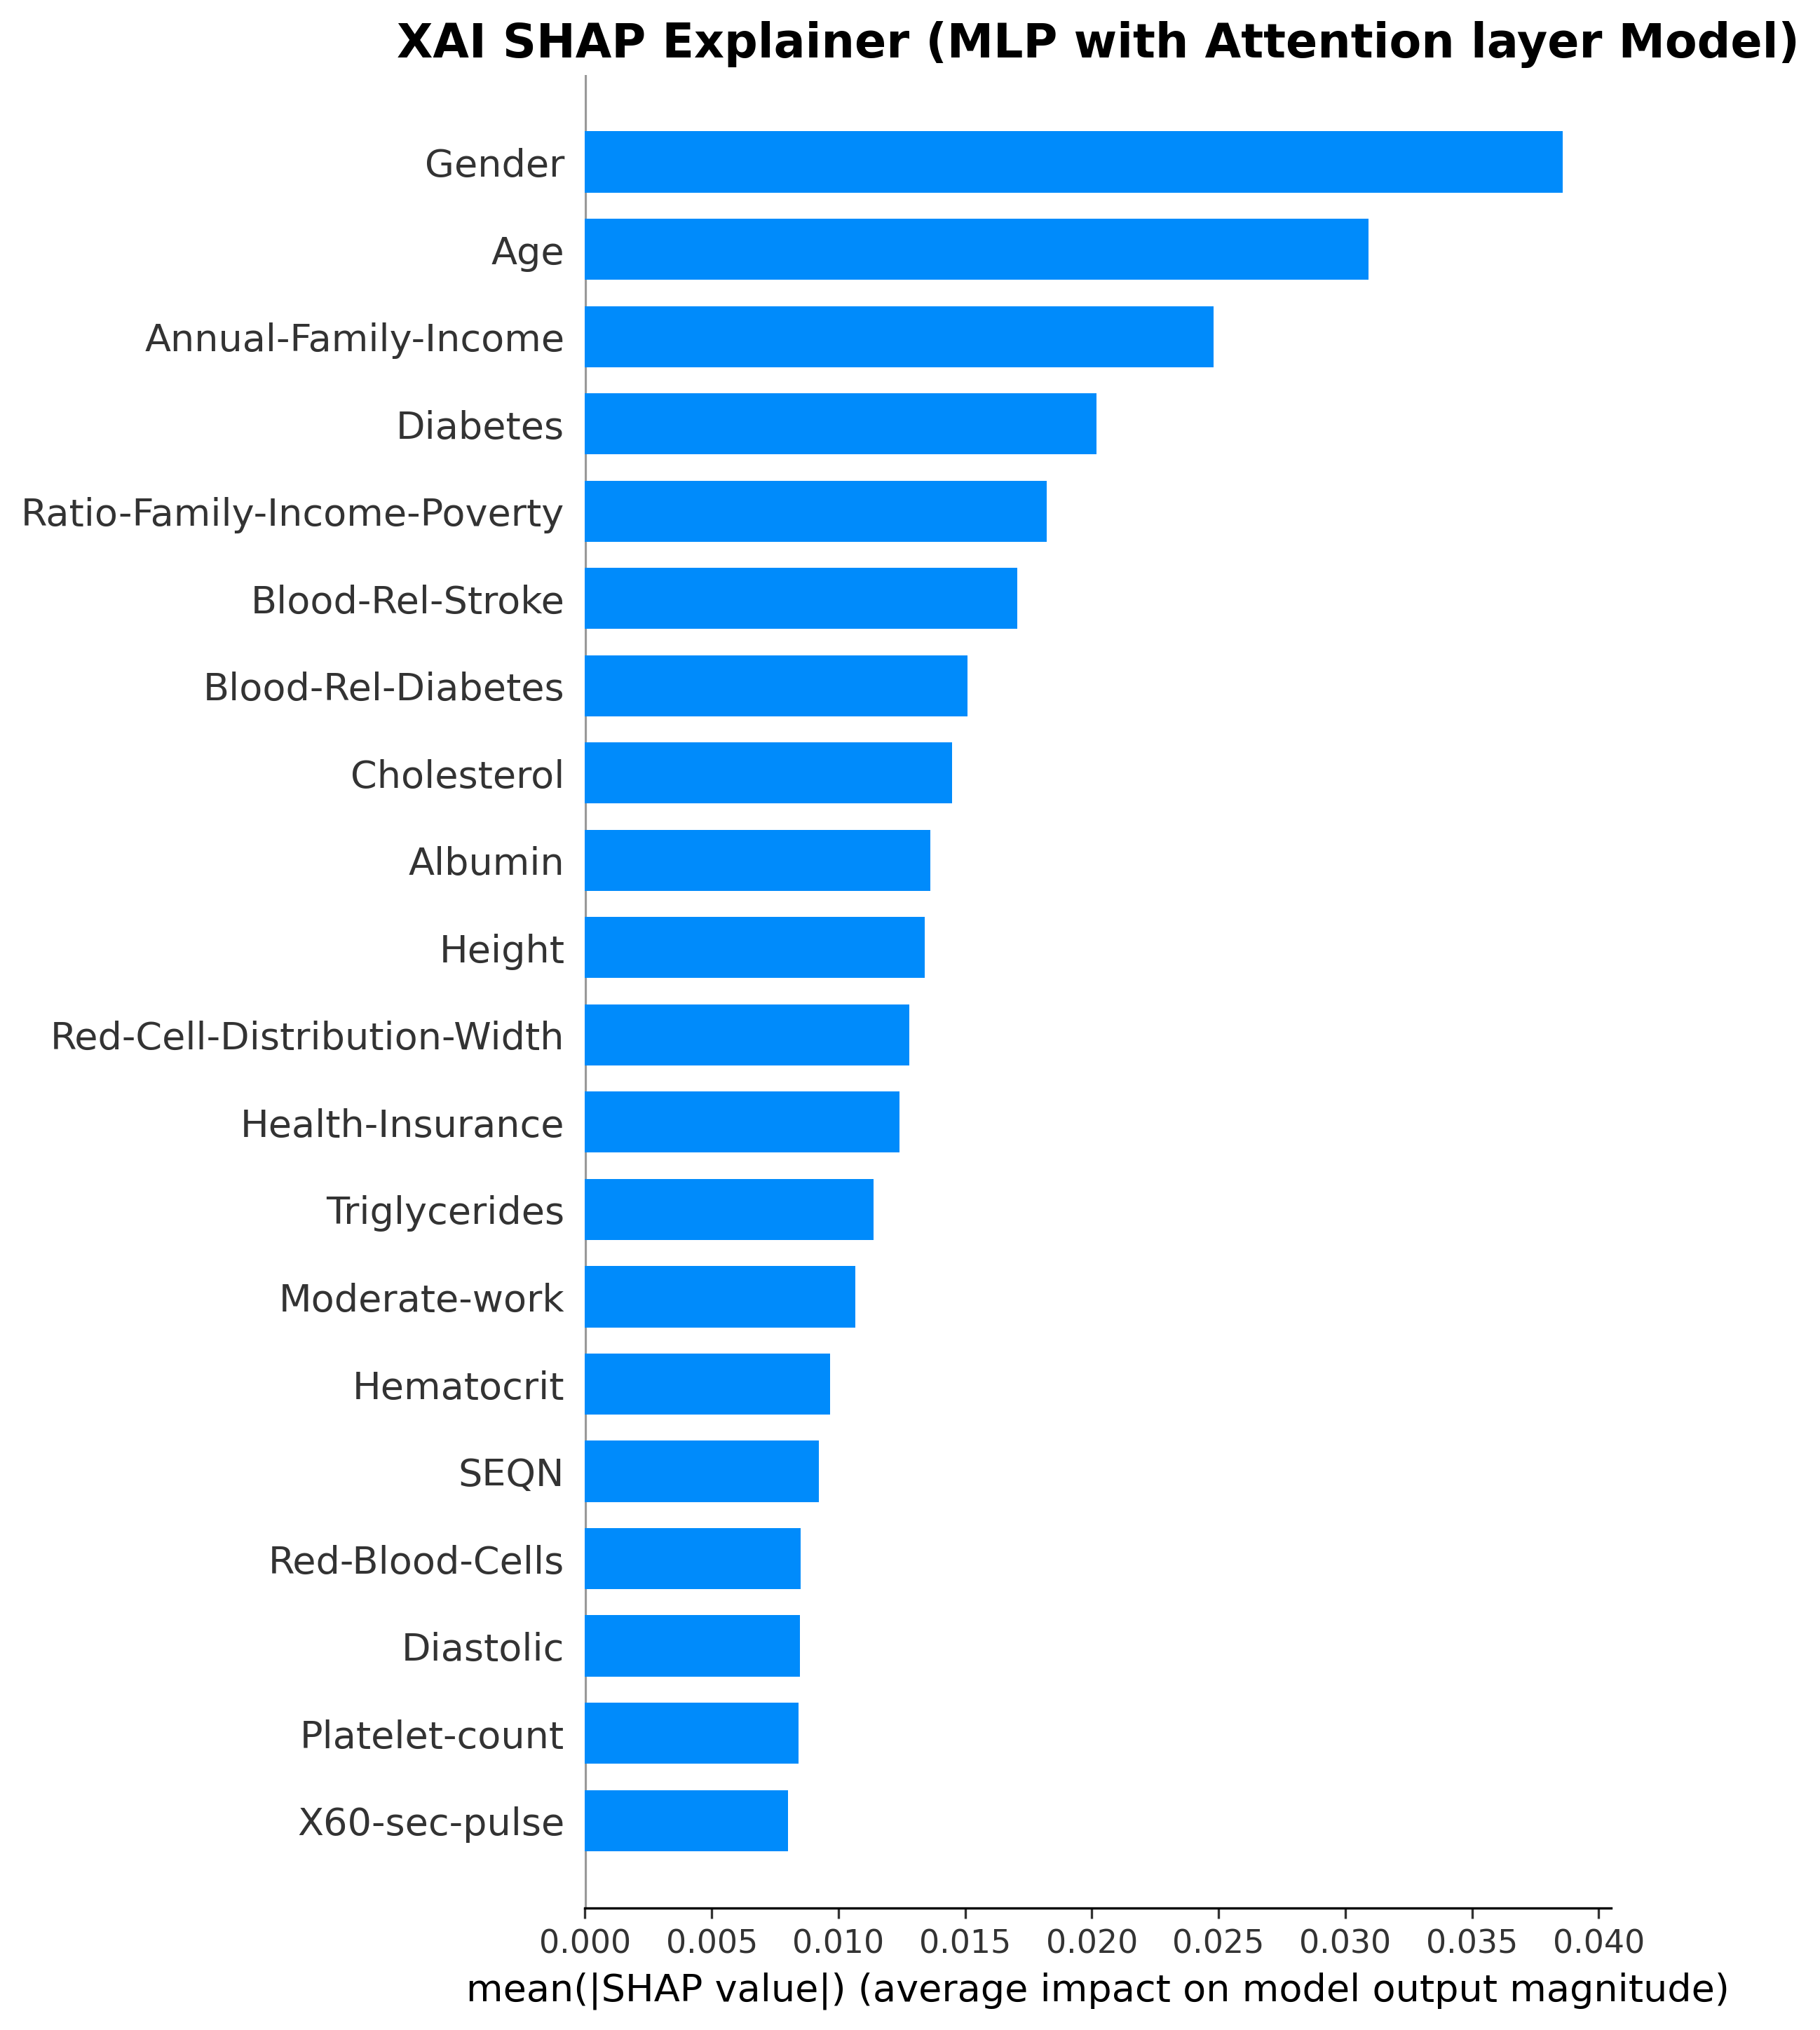 XAI SHAP Explainer (MLP with Attention layer Model)
Gender
Age
Annual-Family-Income
Diabetes
Ratio-Family-Income-Poverty
Blood-Rel-Stroke
Blood-Rel-Diabetes
Cholesterol
Albumin
Height
Red-Cell-Distribution-Width
Health-Insurance
Triglycerides
Moderate-work
Hematocrit
SEQN
Red-Blood-Cells
Diastolic
Platelet-count
X60-sec-pulse
0.000 0.005 0.010 0.015 0.020 0.025 0.030 0.035 0.040
mean(|SHAP value|) (average impact on model output magnitude)